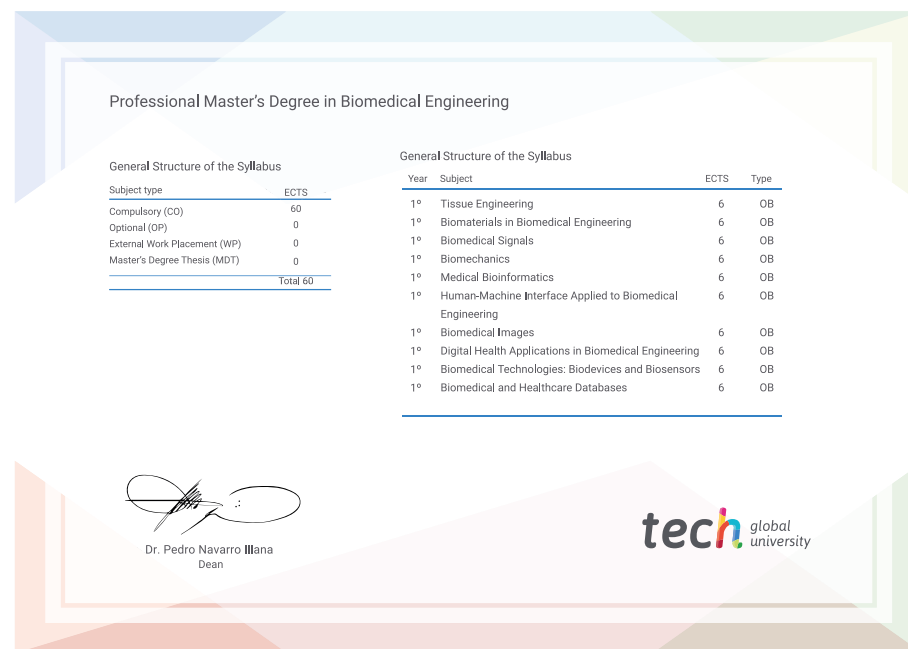 Professional Master's Degree in Biomedical Engineering
General Structure of the Syllabus
Subject type ECTS
Compulsory (CO) 60
Optional (OP) 0
External Work Placement (WP) 0
Master's Degree Thesis (MDT) 0
Total 60
General Structure of the Syllabus
Year Subject ECTS Type
1º Tissue Engineering 6 OB
1º Biomaterials in Biomedical Engineering 6 OB
1º Biomedical Signals 6 OB
1º Biomechanics 6 OB
1º Medical Bioinformatics 6 OB
1º Human-Machine Interface Applied to Biomedical 6 OB
Engineering
1º Biomedical Images 6 OB
1º Digital Health Applications in Biomedical Engineering 6 OB
1º Biomedical Technologies: Biodevices and Biosensors 6 OB
1º Biomedical and Healthcare Databases 6 OB
Dr. Pedro Navarro Illana
Dean
tech global
university